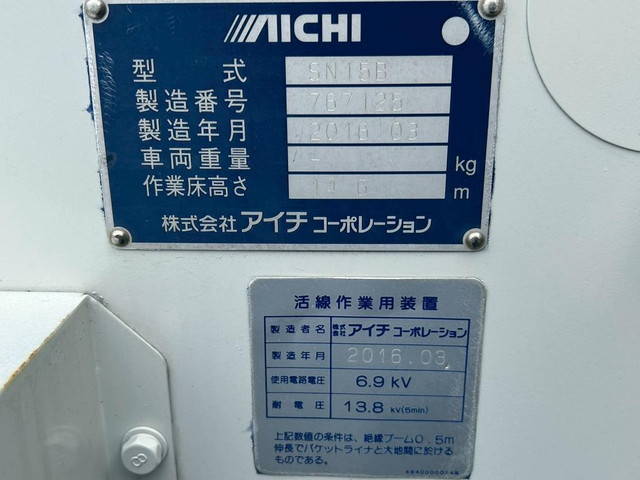 AICHI
型 式 SN15B
製造番号 767125
製造年月 2016 03
車両重量 kg
作業床高さ 14 6 m
株式会社 アイチ コーポレーション
活線作業用装置
製造者名 株式会社 アイチ コーポレーション
製造年月 2016.03
使用電路電圧 6.9 kV
耐電圧 13.8 kV(5min)
上記数値の条件は、絶縁ブーム0.5m
伸長でバケットライナと大地間に於ける
ものである。
8